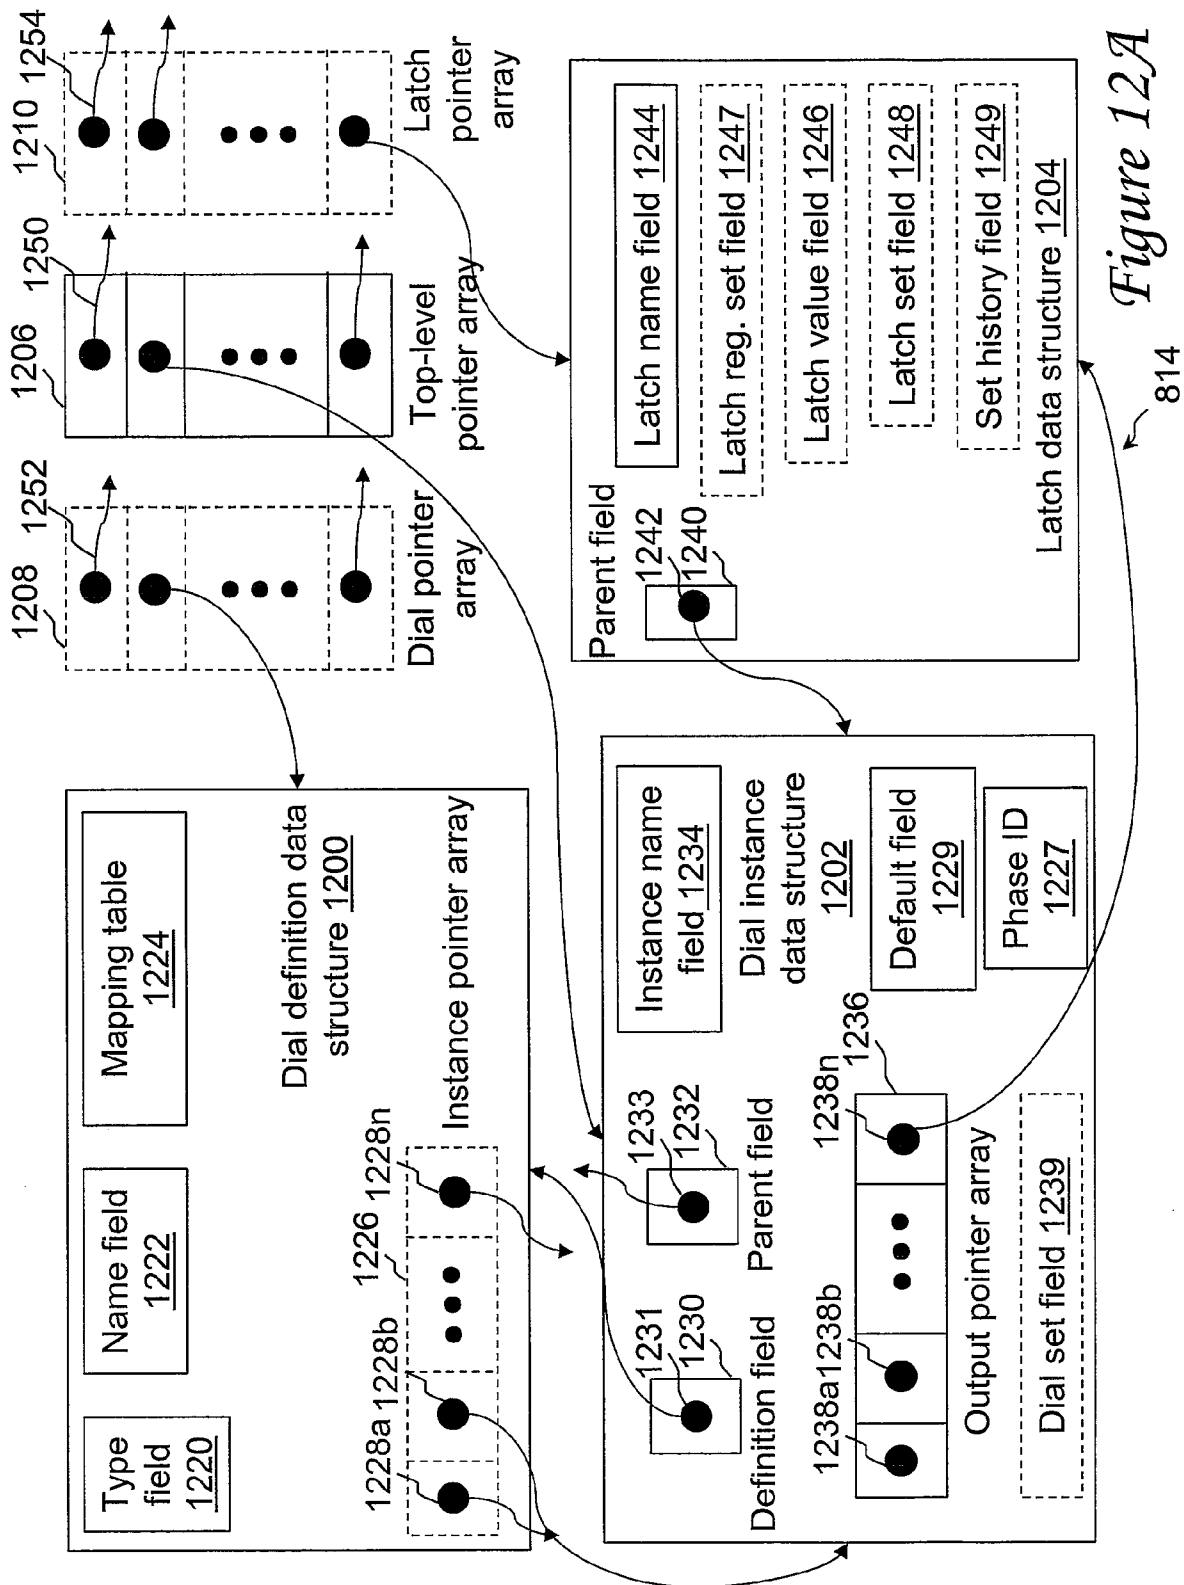 Type
field
1220
Name field
1222
Mapping table
1224
Dial definition data
structure 1200
Instance pointer array
1226
1228a
1228b
1228n
1208
1252
Dial pointer
array
1206
1250
Top-level
pointer array
1210
1254
Latch
pointer
array
1231
1230
Definition field
1233
1232
Parent field
Instance name
field 1234
Dial instance
data structure
1202
Default field
1229
Phase ID
1227
1236
1238a
1238b
1238n
Output pointer array
Dial set field 1239
Parent field
1242
1240
Latch name field 1244
Latch reg. set field 1247
Latch value field 1246
Latch set field 1248
Set history field 1249
Latch data structure 1204
814
Figure 12A